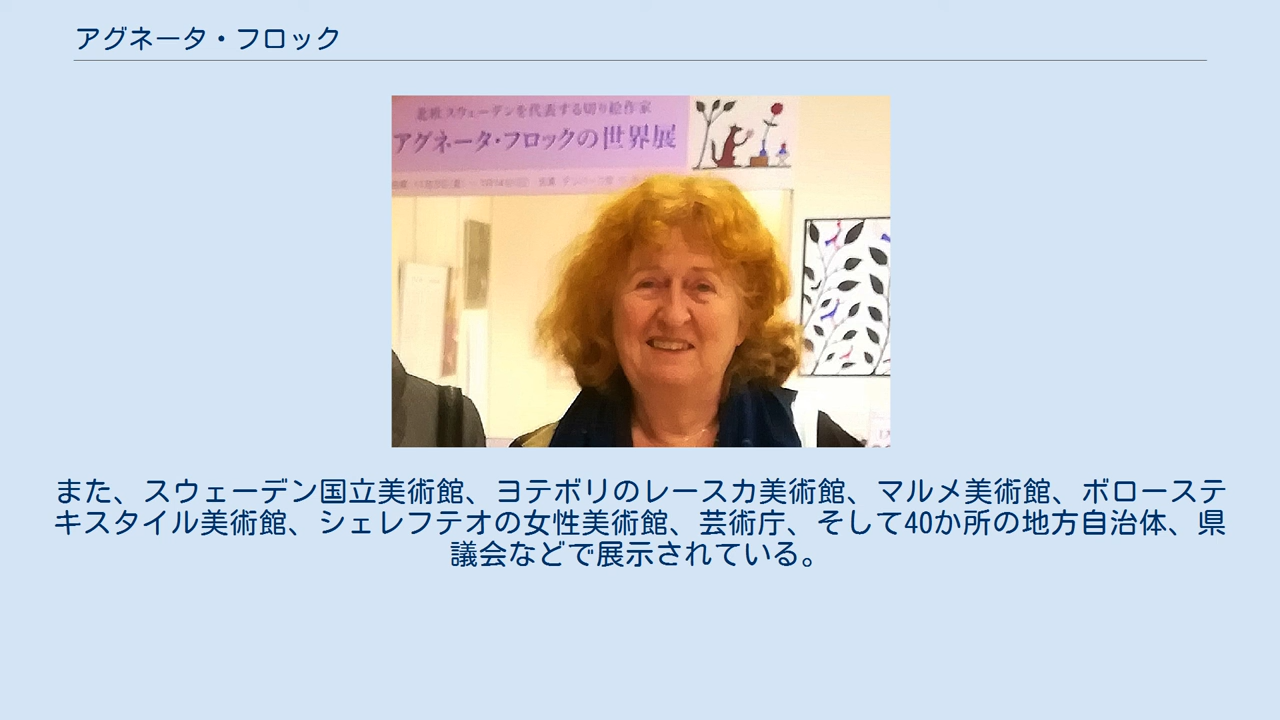 アグネータ・フロック
北欧スウェーデンを代表する切り絵作家
アグネータ・フロックの世界展
また、スウェーデン国立美術館、ヨテボリのレースカ美術館、マルメ美術館、ボローステ
キスタイル美術館、シェレフテオの女性美術館、芸術庁、そして40か所の地方自治体、県
議会などで展示されている。